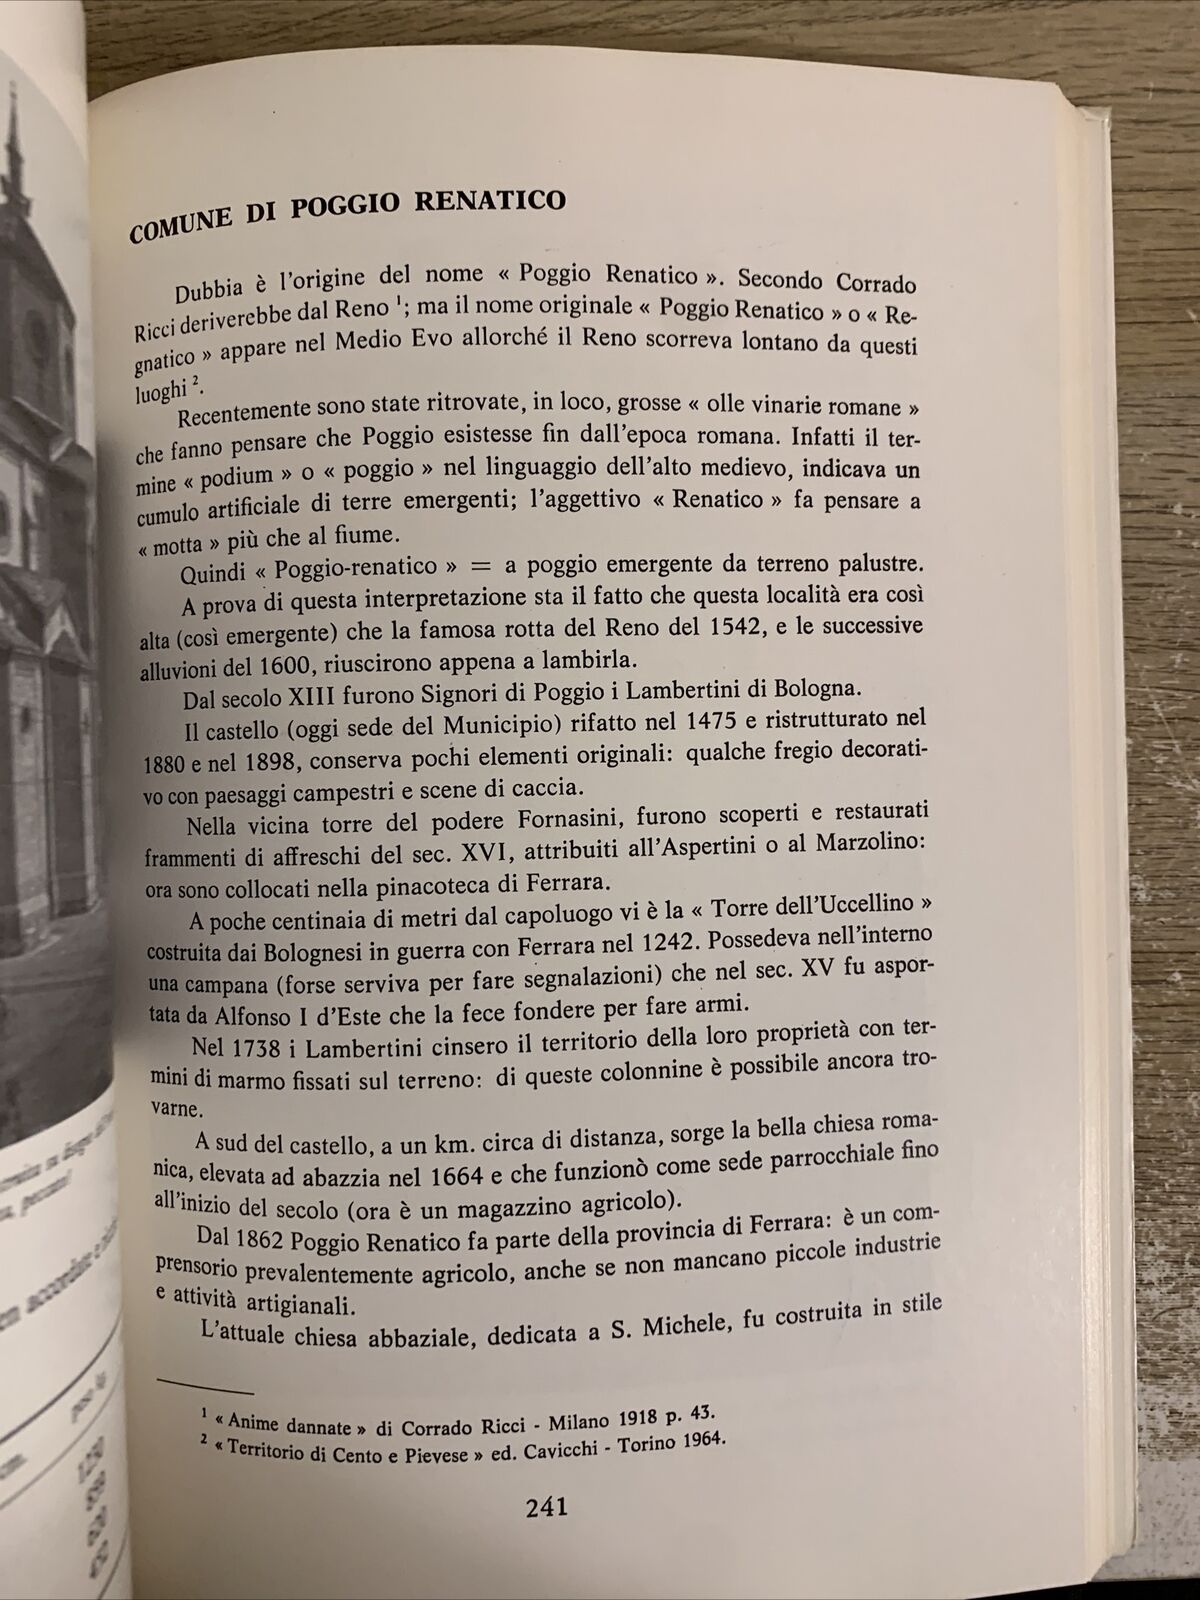 COMUNE DI POGGIO RENATICO
Dubbia è l'origine del nome « Poggio Renatico ». Secondo Corrado
Ricci deriverebbe dal Reno ¹; ma il nome originale « Poggio Renatico » o « Re-
gnatico » appare nel Medio Evo allorché il Reno scorreva lontano da questi
luoghi ².
Recentemente sono state ritrovate, in loco, grosse « olle vinarie romane »
che fanno pensare che Poggio esistesse fin dall'epoca romana. Infatti il ter-
mine « podium » o « poggio » nel linguaggio dell'alto medievo, indicava un
cumulo artificiale di terre emergenti; l'aggettivo « Renatico » fa pensare a
« motta » più che al fiume.
Quindi « Poggio-renatico » = a poggio emergente da terreno palustre.
A prova di questa interpretazione sta il fatto che questa località era così
alta (così emergente) che la famosa rotta del Reno del 1542, e le successive
alluvioni del 1600, riuscirono appena a lambirla.
Dal secolo XIII furono Signori di Poggio i Lambertini di Bologna.
Il castello (oggi sede del Municipio) rifatto nel 1475 e ristrutturato nel
1880 e nel 1898, conserva pochi elementi originali: qualche fregio decorati-
vo con paesaggi campestri e scene di caccia.
Nella vicina torre del podere Fornasini, furono scoperti e restaurati
frammenti di affreschi del sec. XVI, attribuiti all'Aspertini o al Marzolino:
ora sono collocati nella pinacoteca di Ferrara.
A poche centinaia di metri dal capoluogo vi è la « Torre dell'Uccellino »
costruita dai Bolognesi in guerra con Ferrara nel 1242. Possedeva nell'interno
una campana (forse serviva per fare segnalazioni) che nel sec. XV fu aspor-
tata da Alfonso I d'Este che la fece fondere per fare armi.
Nel 1738 i Lambertini cinsero il territorio della loro proprietà con ter-
mini di marmo fissati sul terreno: di queste colonnine è possibile ancora tro-
varne.
A sud del castello, a un km. circa di distanza, sorge la bella chiesa roma-
nica, elevata ad abazzia nel 1664 e che funzionò come sede parrocchiale fino
all'inizio del secolo (ora è un magazzino agricolo).
Dal 1862 Poggio Renatico fa parte della provincia di Ferrara: è un com-
prensorio prevalentemente agricolo, anche se non mancano piccole industrie
e attività artigianali.
L'attuale chiesa abbaziale, dedicata a S. Michele, fu costruita in stile
¹ « Anime dannate » di Corrado Ricci - Milano 1918 p. 43.
² « Territorio di Cento e Pievese » ed. Cavicchi - Torino 1964.
241